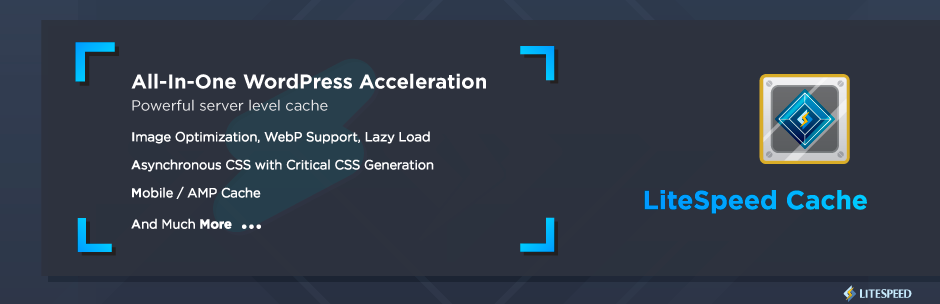 All-In-One WordPress Acceleration
Powerful server level cache
Image Optimization, WebP Support, Lazy Load
Asynchronous CSS with Critical CSS Generation
Mobile / AMP Cache
And Much More ...
LiteSpeed Cache
LITESPEED